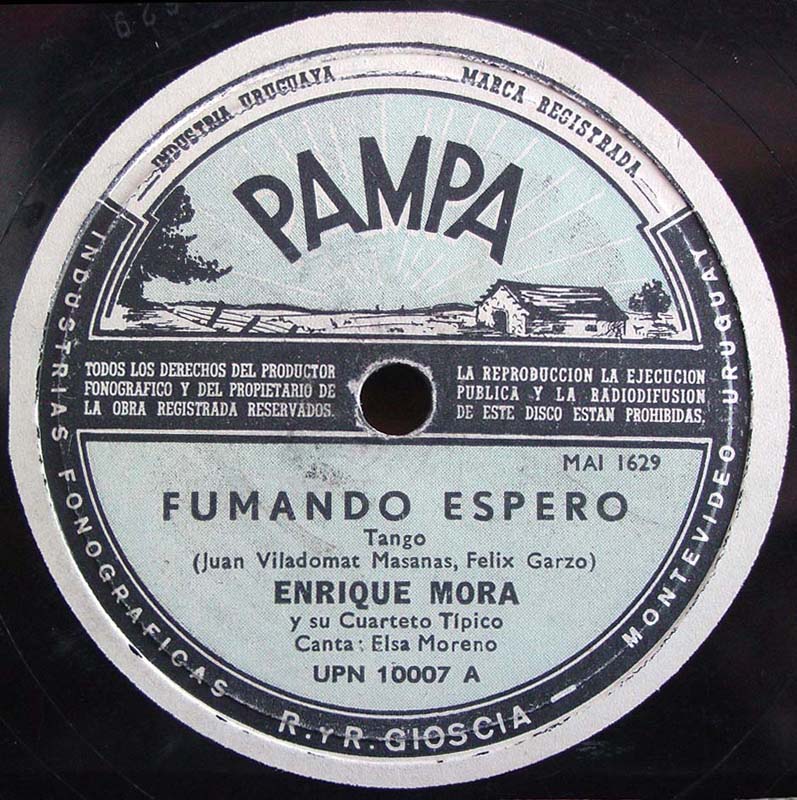 INDUSTRIA URUGUAYA
MARCA REGISTRADA
PAMPA
TODOS LOS DERECHOS DEL PRODUCTOR
FONOGRAFICO Y DEL PROPIETARIO DE
LA OBRA REGISTRADA RESERVADOS.
LA REPRODUCCION LA EJECUCION
PUBLICA Y LA RADIODIFUSION
DE ESTE DISCO ESTAN PROHIBIDAS.
MAI 1629
FUMANDO ESPERO
Tango
(Juan Viladomat Masanas, Felix Garzo)
ENRIQUE MORA
y su Cuarteto Típico
Canta: Elsa Moreno
UPN 10007 A
INDUSTRIAS FONOGRAFICAS R. Y R. GIOSCIA — MONTEVIDEO URUGUAY